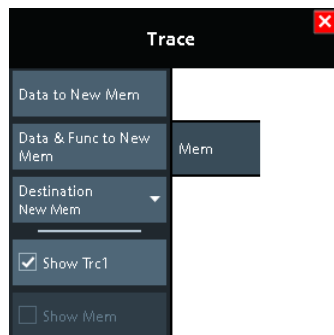 Trace
Data to New Mem
Data & Func to New
Mem
Mem
Destination
New Mem
Show Trc1
Show Mem